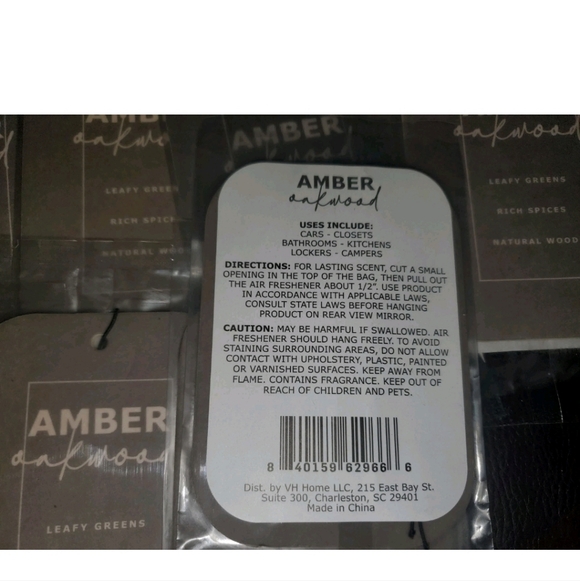 AMBER
oakwood
LEAFY GREENS
RICH SPICES
NATURAL WOOD
AMBER
oakwood
LEAFY GREENS
RICH SPICES
NATURAL WOOD
AMBER
oakwood
USES INCLUDE:
CARS - CLOSETS
BATHROOMS - KITCHENS
LOCKERS - CAMPERS
DIRECTIONS: FOR LASTING SCENT, CUT A SMALL
OPENING IN THE TOP OF THE BAG, THEN PULL OUT
THE AIR FRESHENER ABOUT 1/2”. USE PRODUCT
IN ACCORDANCE WITH APPLICABLE LAWS,
CONSULT STATE LAWS BEFORE HANGING
PRODUCT ON REAR VIEW MIRROR.
CAUTION: MAY BE HARMFUL IF SWALLOWED. AIR
FRESHENER SHOULD HANG FREELY. TO AVOID
STAINING SURROUNDING AREAS, DO NOT ALLOW
CONTACT WITH UPHOLSTERY, PLASTIC, PAINTED
OR VARNISHED SURFACES. KEEP AWAY FROM
FLAME. CONTAINS FRAGRANCE. KEEP OUT OF
REACH OF CHILDREN AND PETS.
8 40159 62966 6
Dist. by VH Home LLC, 215 East Bay St.
Suite 300, Charleston, SC 29401
Made in China
AMBER
oakwood
LEAFY GREENS